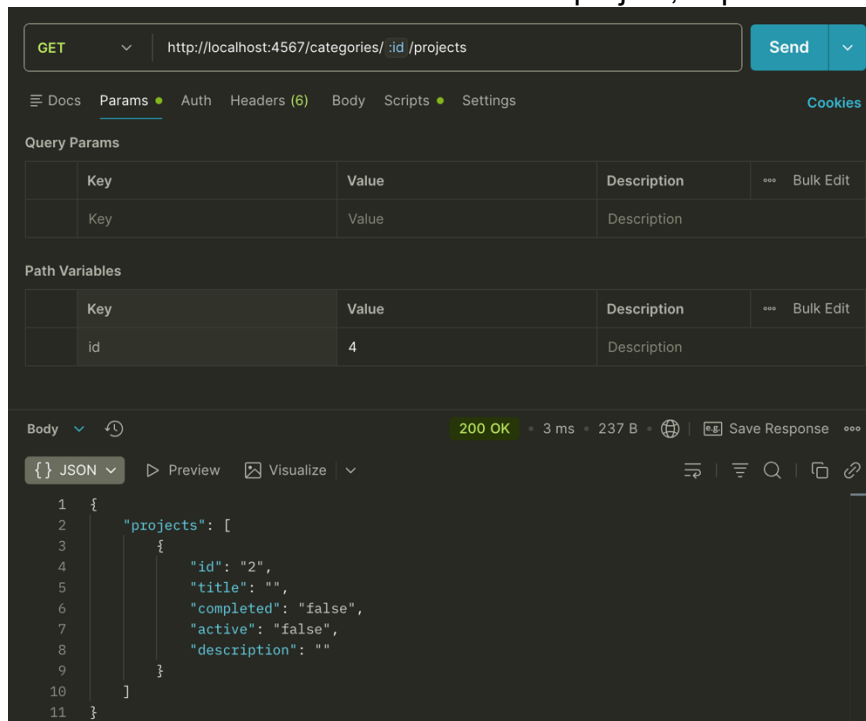 GET http://localhost:4567/categories/ :id /projects Send
Docs Params Auth Headers (6) Body Scripts Settings Cookies
Query Params
Key Value Description Bulk Edit
Key Value Description
Path Variables
Key Value Description Bulk Edit
id 4 Description
Body 200 OK 3 ms 237 B e.g. Save Response
{} JSON Preview Visualize
1 {
2 "projects": [
3 {
4 "id": "2",
5 "title": "",
6 "completed": "false",
7 "active": "false",
8 "description": ""
9 }
10 ]
11 }